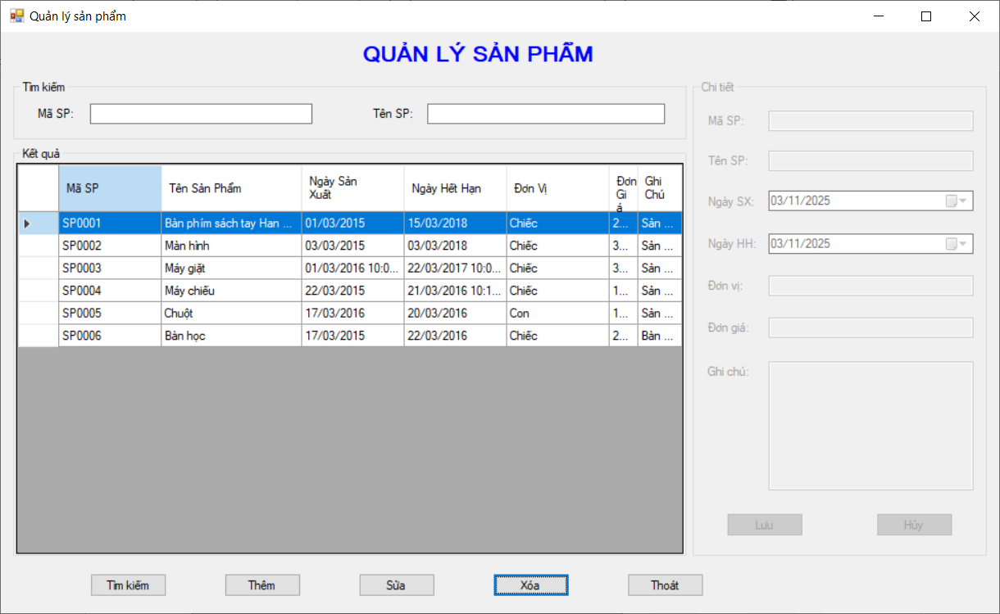 Quản lý sản phẩm
QUẢN LÝ SẢN PHẨM
Tìm kiếm
Mã SP:
Tên SP:
Kết quả
Mã SP Tên Sản Phẩm Ngày Sản Xuất Ngày Hết Hạn Đơn Vị Đơn Giá Ghi Chú
SP0001 Bàn phím sách tay Han ... 01/03/2015 15/03/2018 Chiếc 2... Sản ...
SP0002 Màn hình 03/03/2015 03/03/2018 Chiếc 3... Sản ...
SP0003 Máy giặt 01/03/2016 10:0... 22/03/2017 10:0... Chiếc 3... Sản ...
SP0004 Máy chiếu 22/03/2015 21/03/2016 10:1... Chiếc 1... Sản ...
SP0005 Chuột 17/03/2016 20/03/2016 Con 1... Sản ...
SP0006 Bàn học 17/03/2015 22/03/2016 Chiếc 2... Bàn ...
Chi tiết
Mã SP:
Tên SP:
Ngày SX: 03/11/2025
Ngày HH: 03/11/2025
Đơn vị:
Đơn giá:
Ghi chú:
Lưu Hủy
Tìm kiếm Thêm Sửa Xóa Thoát